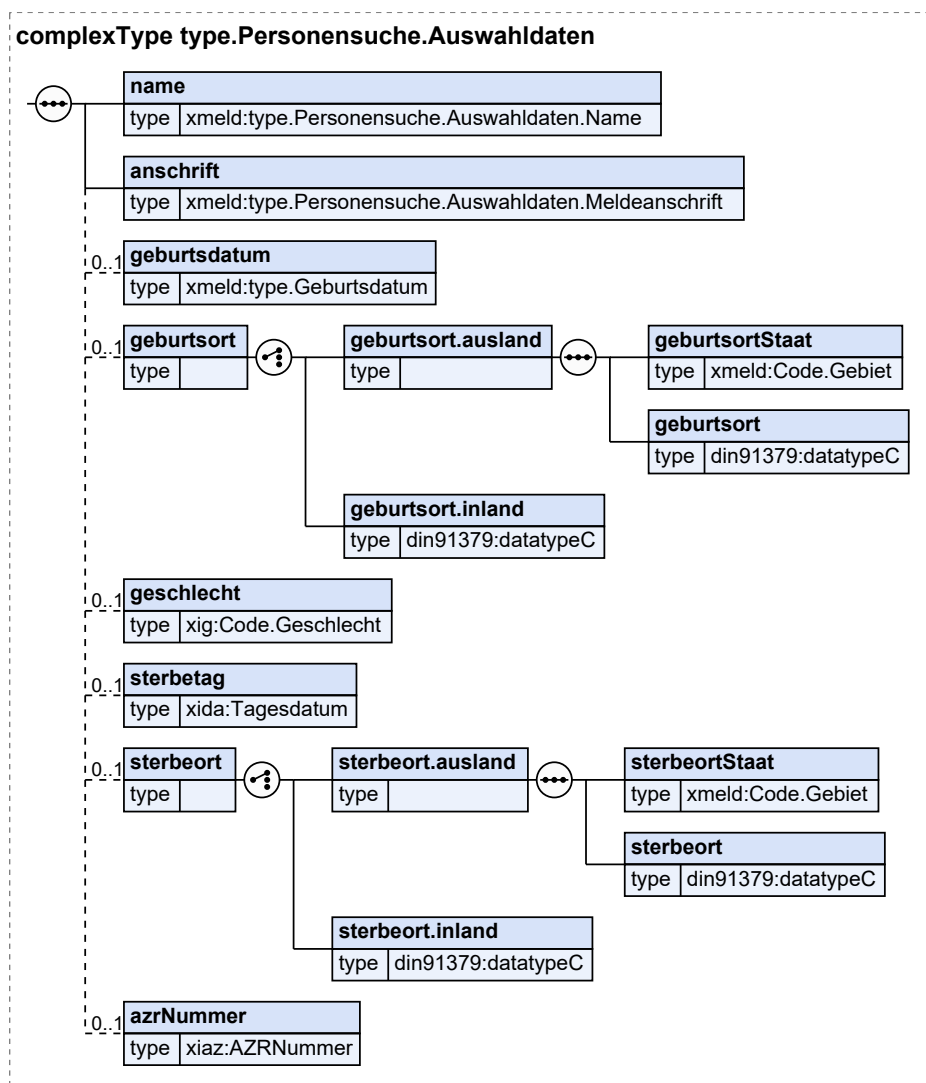 complexType type.Personensuche.Auswahldaten
name
type xmeld:type.Personensuche.Auswahldaten.Name
anschrift
type xmeld:type.Personensuche.Auswahldaten.Meldeanschrift
0..1 geburtsdatum
type xmeld:type.Geburtsdatum
0..1 geburtsort
type
geburtsort.ausland
type
geburtsortStaat
type xmeld:Code.Gebiet
geburtsort
type din91379:datatypeC
geburtsort.inland
type din91379:datatypeC
0..1 geschlecht
type xig:Code.Geschlecht
0..1 sterbetag
type xida:Tagesdatum
0..1 sterbeort
type
sterbeort.ausland
type
sterbeortStaat
type xmeld:Code.Gebiet
sterbeort
type din91379:datatypeC
sterbeort.inland
type din91379:datatypeC
0..1 azrNummer
type xiaz:AZRNummer